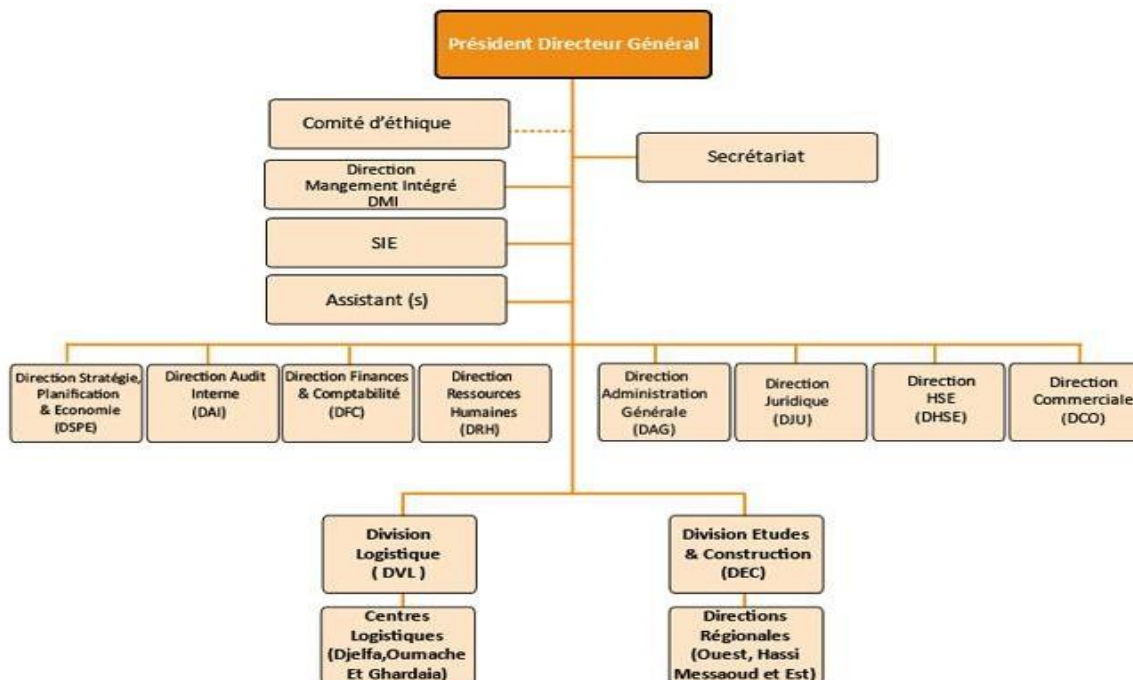 Président Directeur Général
Comité d'éthique
Secrétariat
Direction
Mangement Intégré
DMI
SIE
Assistant (s)
Direction Stratégie,
Planification
& Economie
(DSPE)
Direction Audit
Interne
(DAI)
Direction Finances
& Comptabilité
(DFC)
Direction
Ressources
Humaines
(DRH)
Direction
Administration
Générale
(DAG)
Direction
Juridique
(DJU)
Direction
HSE
(DHSE)
Direction
Commerciale
(DCO)
Division
Logistique
( DVL )
Division Etudes
& Construction
(DEC)
Centres
Logistiques
(Djelfa,Oumache
Et Ghardaia)
Directions
Régionales
(Ouest, Hassi
Messaoud et Est)